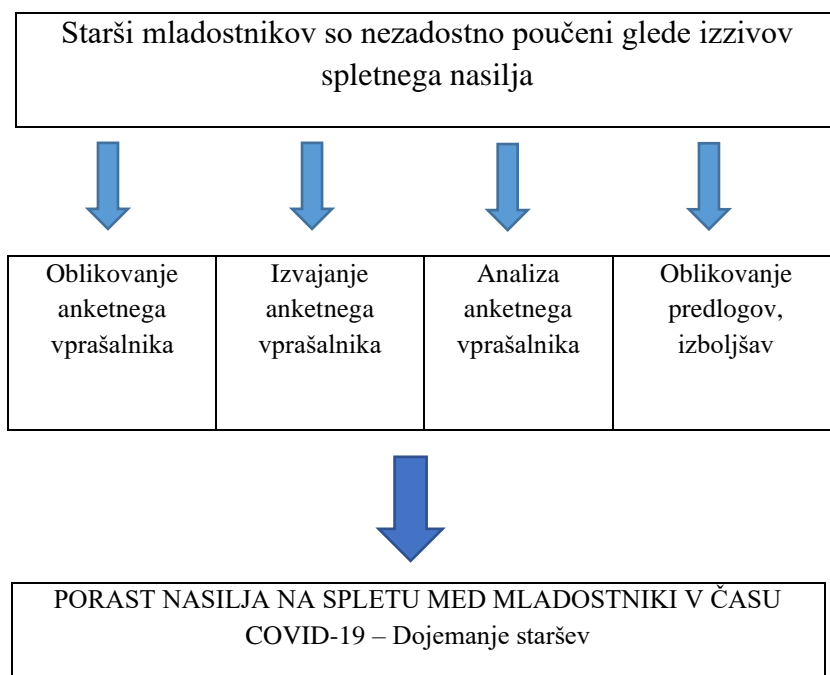 Starši mladostnikov so nezadostno poučeni glede izzivov
spletnega nasilja
Oblikovanje
anketnega
vprašalnika
Izvajanje
anketnega
vprašalnika
Analiza
anketnega
vprašalnika
Oblikovanje
predlogov,
izboljšav
PORAST NASILJA NA SPLETU MED MLADOSTNIKI V ČASU
COVID-19 – Dojemanje staršev